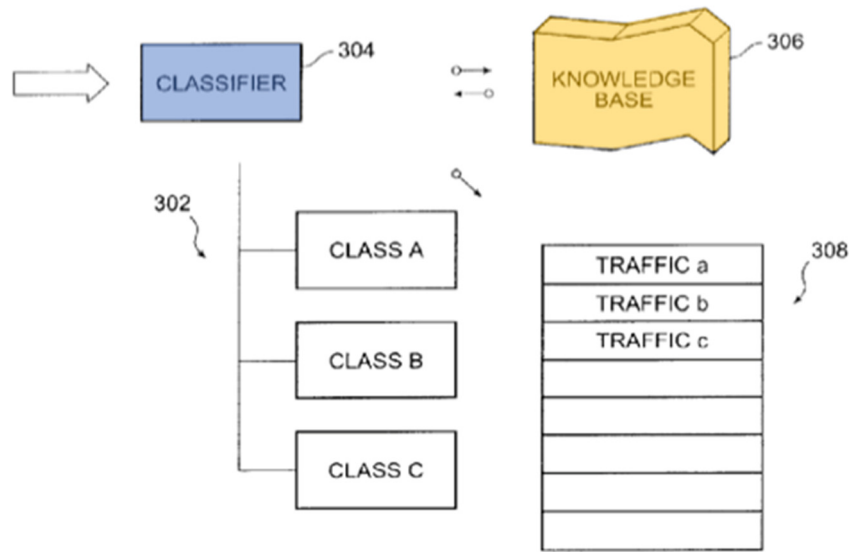 304
306
CLASSIFIER
KNOWLEDGE
BASE
302
CLASS A
308
TRAFFIC a
TRAFFIC b
TRAFFIC c
CLASS B
CLASS C